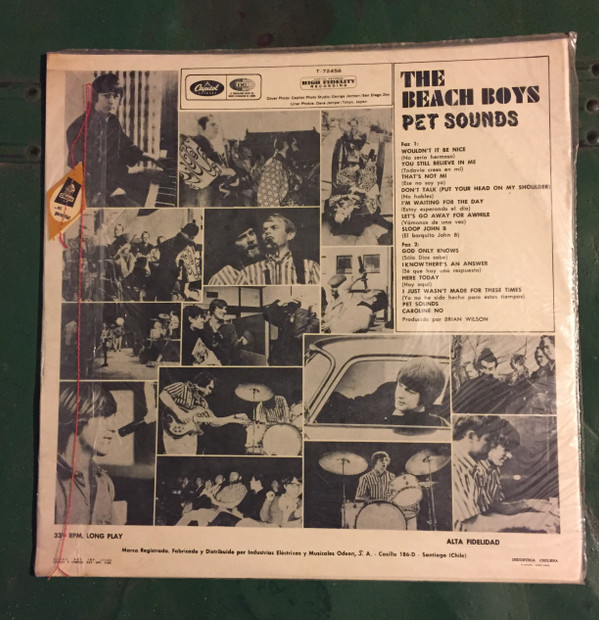 Capitol
T-72458
HIGH FIDELITY
RECORDING
Cover Photo: Capitol Photo Studio/George Jerman/San Diego Zoo
Liner Photos: Dave Jampel/Tokyo, Japan
THE
BEACH BOYS
PET SOUNDS
Faz 1:
WOULDN'T IT BE NICE
(No sería hermoso)
YOU STILL BELIEVE IN ME
(Todavía crees en mí)
THAT'S NOT MI
(Ese no soy yo)
DON'T TALK (PUT YOUR HEAD ON MY SHOULDER)
(No hables)
I'M WAITING FOR THE DAY
(Estoy esperando el día)
LET'S GO AWAY FOR AWHILE
(Vámonos de una vez)
SLOOP JOHN B
(El barquito John B)
Faz 2:
GOD ONLY KNOWS
(Sólo Dios sabe)
I KNOW THERE'S AN ANSWER
(Sé que hay una respuesta)
HERE TODAY
(Hoy aquí)
I JUST WASN'T MADE FOR THESE TIMES
(Yo no he sido hecho para estos tiempos)
PET SOUNDS
CAROLINE NO
Producido por BRIAN WILSON
33⅓ RPM. LONG PLAY
ALTA FIDELIDAD
Marca Registrada. Fabricado y Distribuido por Industrias Eléctricas y Musicales Odeon, S. A. - Casilla 186-D - Santiago (Chile)
INDUSTRIA CHILENA